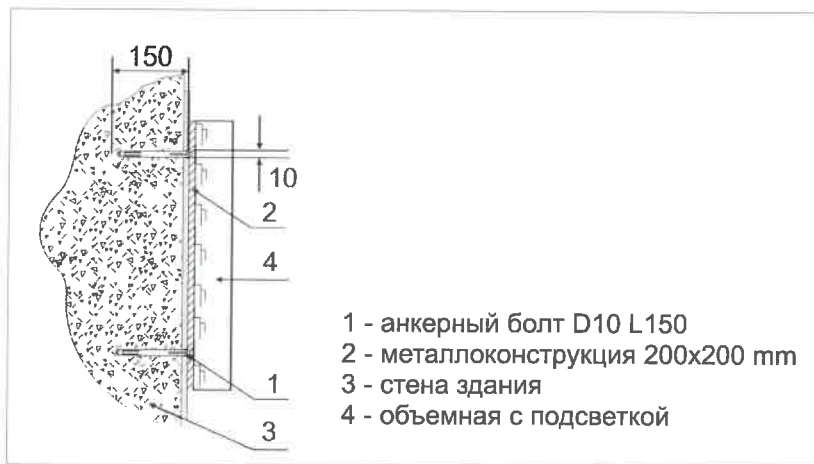 150
10
2
4
1
3
1 - анкерный болт D10 L150
2 - металлоконструкция 200x200 mm
3 - стена здания
4 - объемная с подсветкой